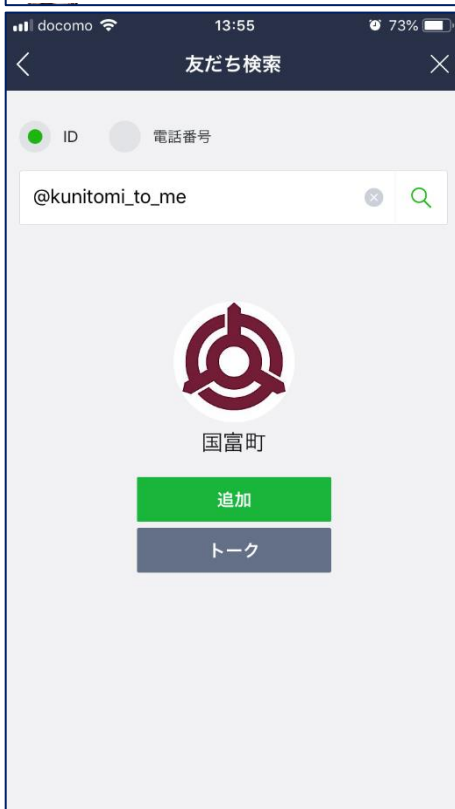 docomo 13:55 73%
友だち検索
ID 電話番号
@kunitomi_to_me
国富町
追加
トーク